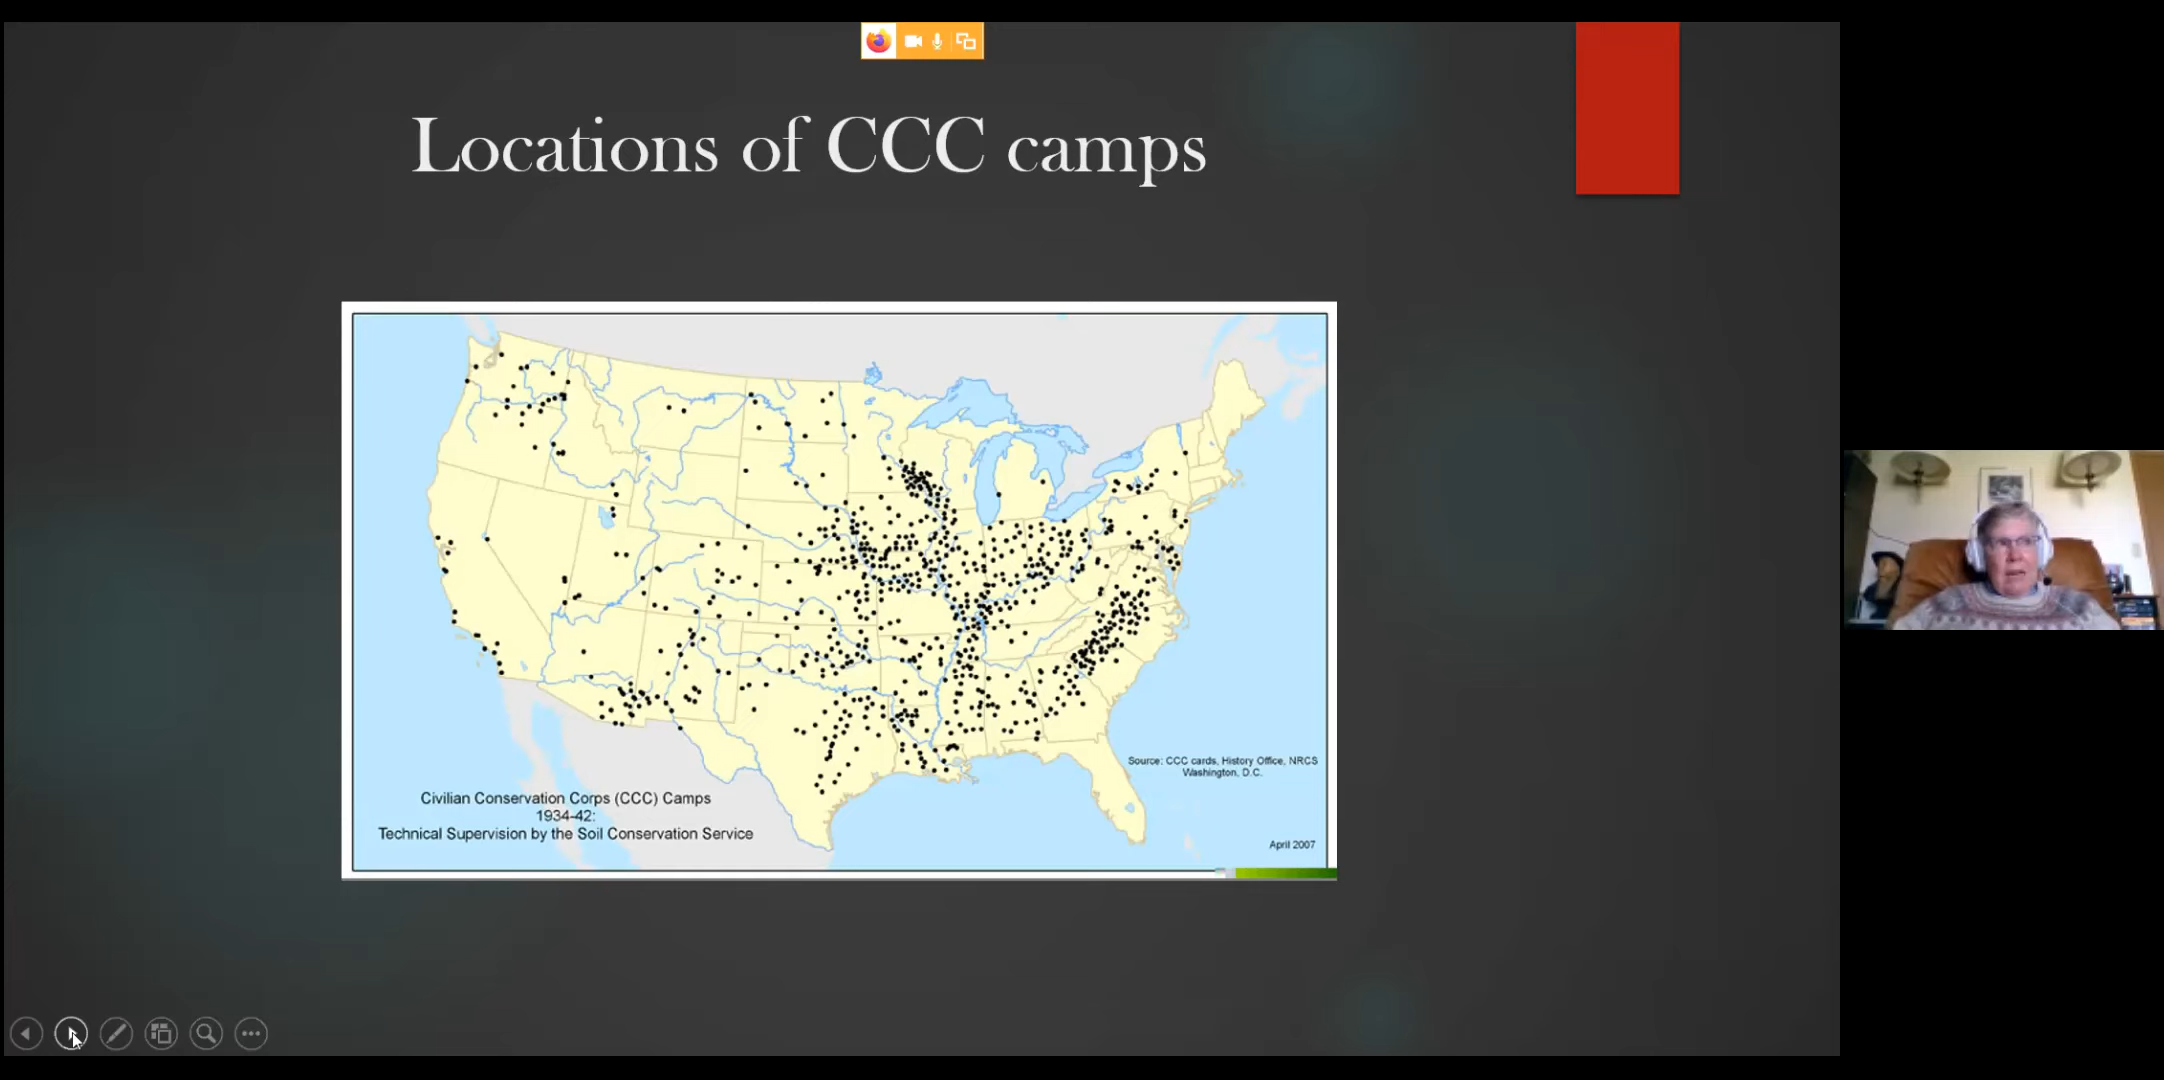 Locations of CCC camps
Source: CCC cards, History Office, NRCS
Washington, D.C.
Civilian Conservation Corps (CCC) Camps
1934-42:
Technical Supervision by the Soil Conservation Service
April 2007